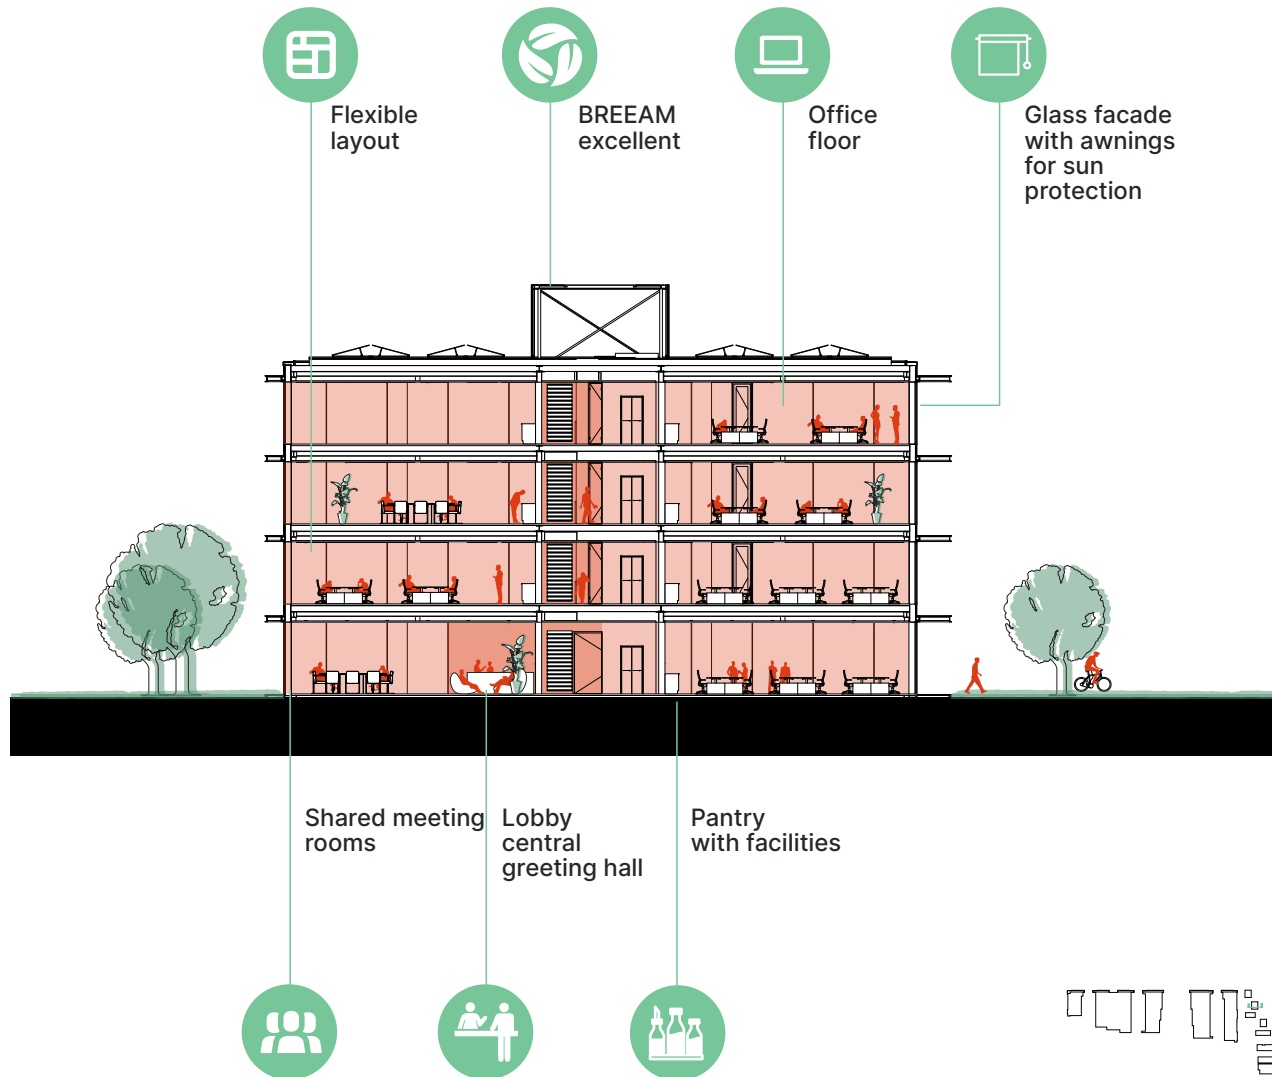 Flexible
layout
BREEAM
excellent
Office
floor
Glass facade
with awnings
for sun
protection
Shared meeting
rooms
Lobby
central
greeting hall
Pantry
with facilities